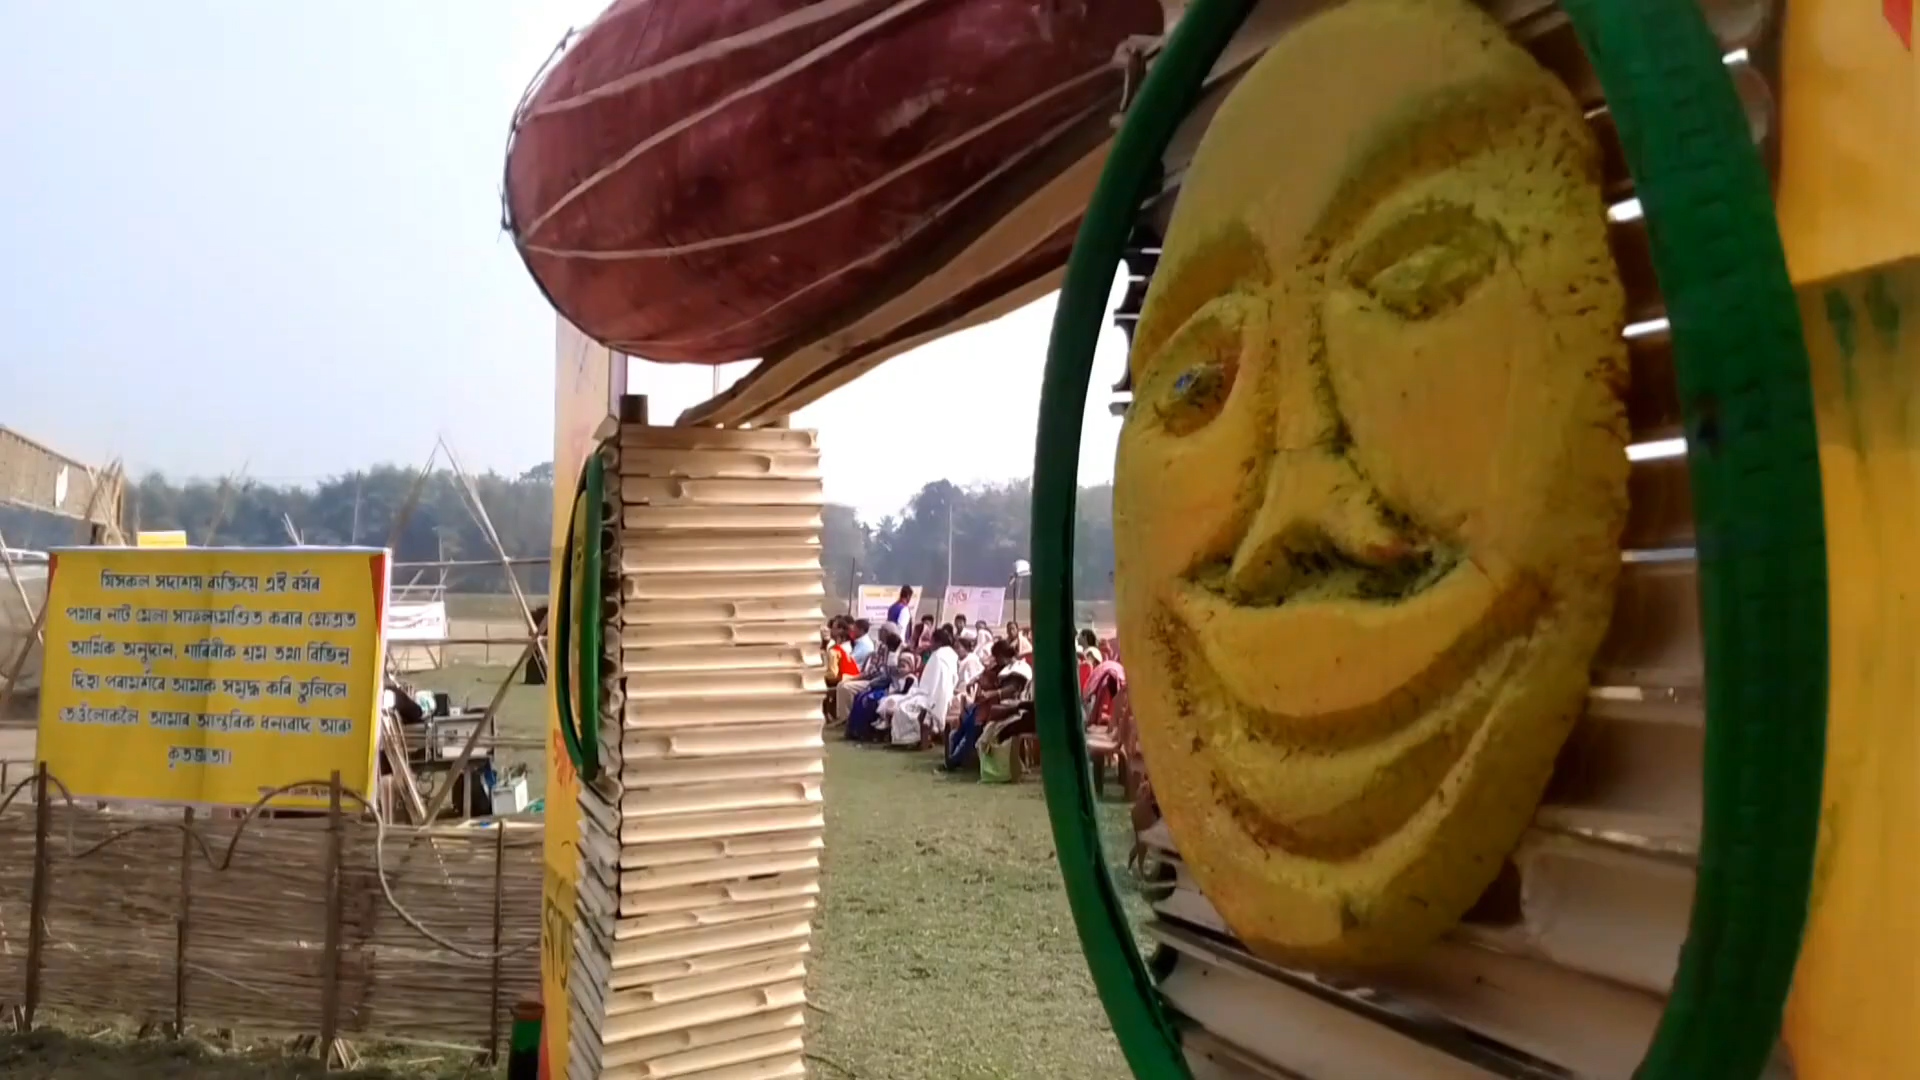 যিসকল সদাশয় ব্যক্তিয়ে এই বৰ্ষৰ
পথাৰ নাট মেলা সাফল্যমণ্ডিত কৰাৰ ক্ষেত্ৰত
আৰ্থিক অনুদান, শাৰিৰীক শ্ৰম তথা বিভিন্ন
দিহা পৰামৰ্শৰে আমাক সমৃদ্ধ কৰি তুলিলে
তেওঁলোকলৈ আমাৰ আন্তৰিক ধন্যবাদ আৰু
কৃতজ্ঞতা।